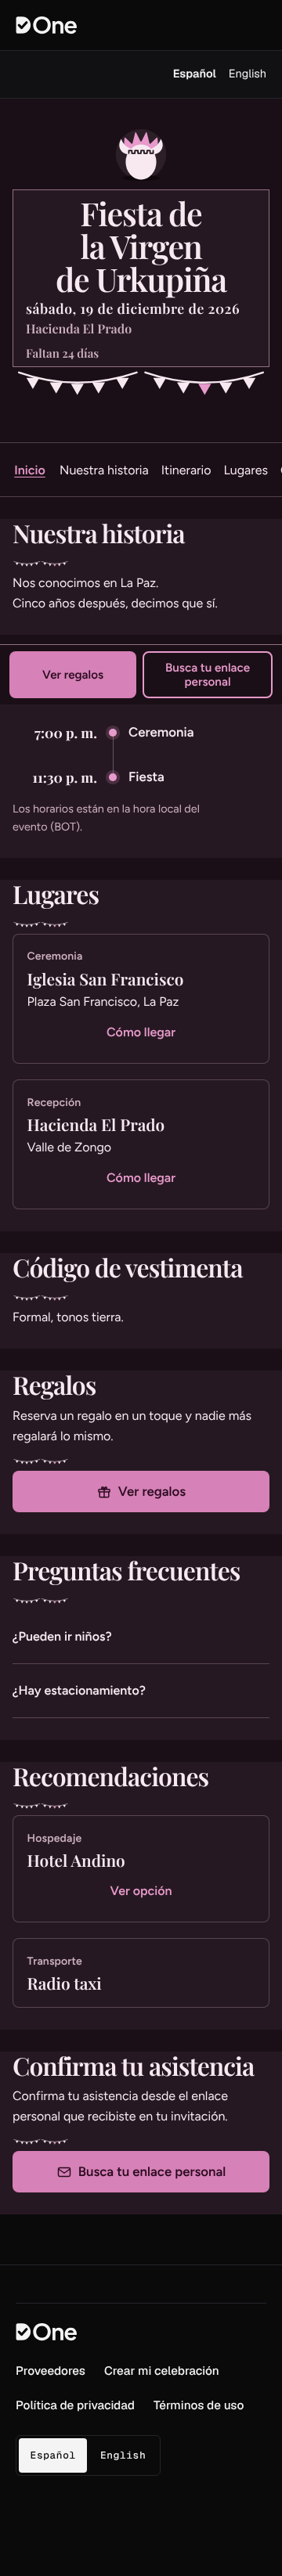 One
Español English
Fiesta de
la Virgen
de Urkupiña
sábado, 19 de diciembre de 2026
Hacienda El Prado
Faltan 24 días
Inicio Nuestra historia Itinerario Lugares
Nuestra historia
Nos conocimos en La Paz.
Cinco años después, decimos que sí.
Ver regalos
Busca tu enlace
personal
7:00 p. m. Ceremonia
11:30 p. m. Fiesta
Los horarios están en la hora local del
evento (BOT).
Lugares
Ceremonia
Iglesia San Francisco
Plaza San Francisco, La Paz
Cómo llegar
Recepción
Hacienda El Prado
Valle de Zongo
Cómo llegar
Código de vestimenta
Formal, tonos tierra.
Regalos
Reserva un regalo en un toque y nadie más
regalará lo mismo.
Ver regalos
Preguntas frecuentes
¿Pueden ir niños?
¿Hay estacionamiento?
Recomendaciones
Hospedaje
Hotel Andino
Ver opción
Transporte
Radio taxi
Confirma tu asistencia
Confirma tu asistencia desde el enlace
personal que recibiste en tu invitación.
Busca tu enlace personal
One
Proveedores Crear mi celebración
Política de privacidad Términos de uso
Español English